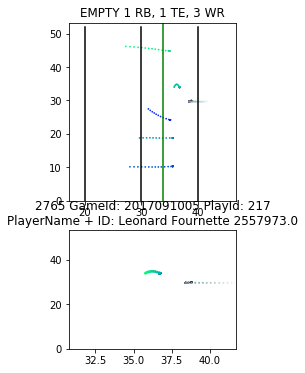 EMPTY 1 RB, 1 TE, 3 WR
50
40
30
20
10
0
20 30 40
2765 GameId: 2017091005 PlayId: 217
PlayerName + ID: Leonard Fournette 2557973.0
40
20
0
32.5 35.0 37.5 40.0